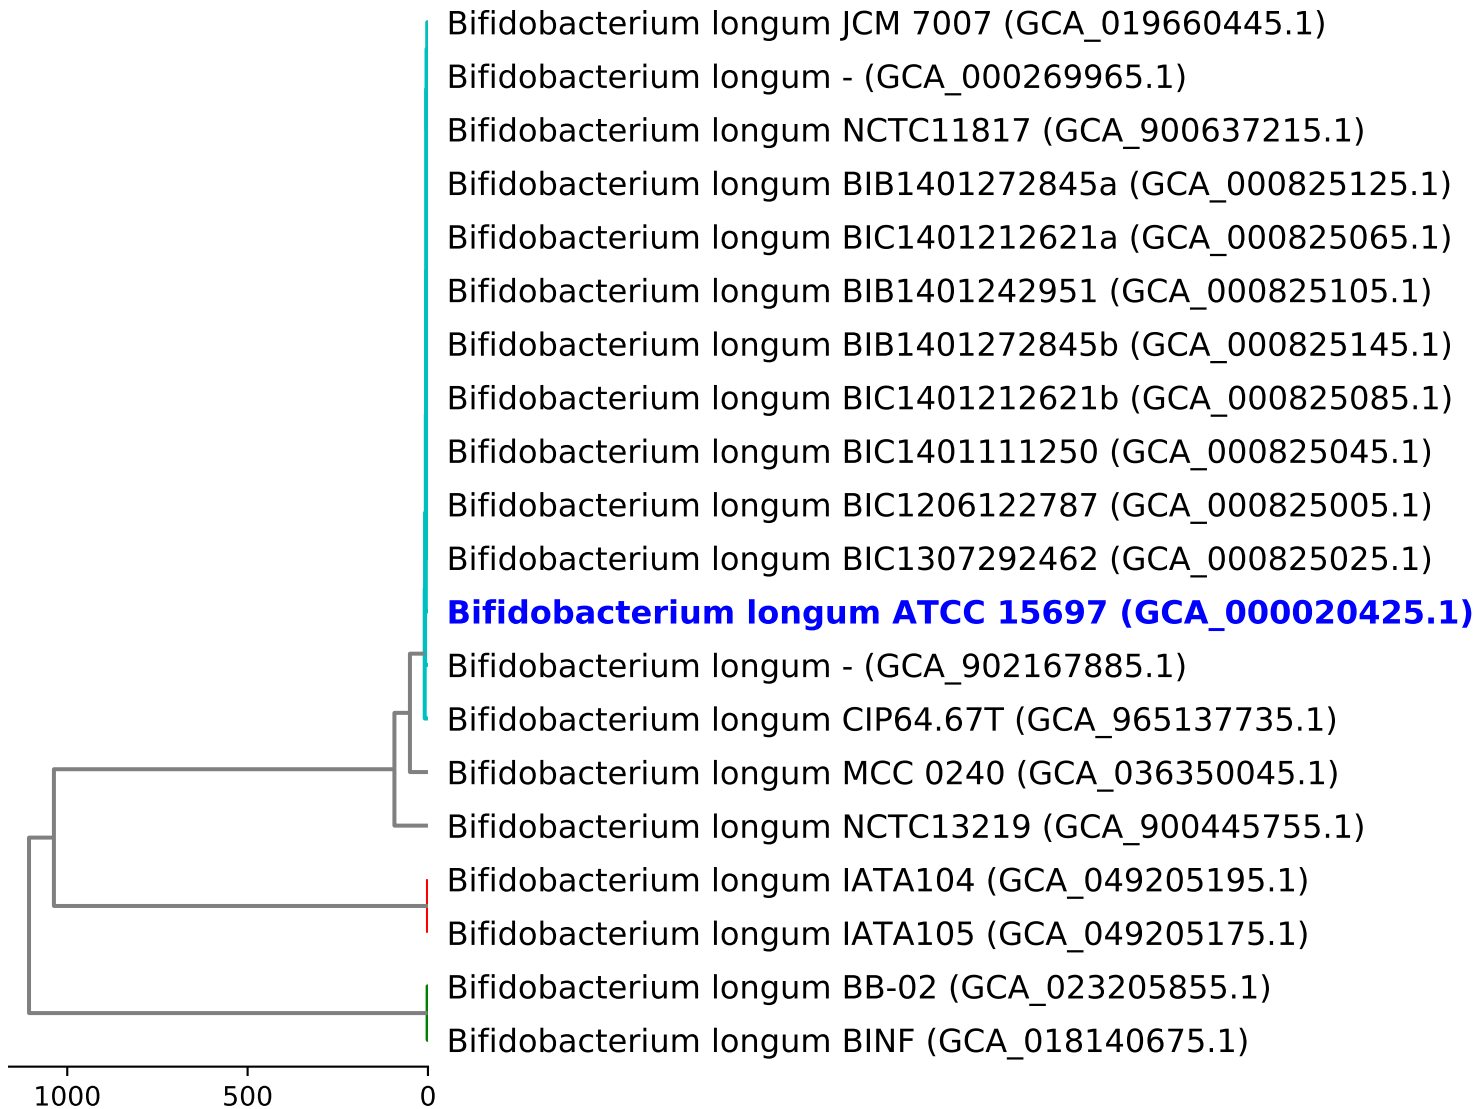 Bifidobacterium longum JCM 7007 (GCA_019660445.1)
Bifidobacterium longum - (GCA_000269965.1)
Bifidobacterium longum NCTC11817 (GCA_900637215.1)
Bifidobacterium longum BIB1401272845a (GCA_000825125.1)
Bifidobacterium longum BIC1401212621a (GCA_000825065.1)
Bifidobacterium longum BIB1401242951 (GCA_000825105.1)
Bifidobacterium longum BIB1401272845b (GCA_000825145.1)
Bifidobacterium longum BIC1401212621b (GCA_000825085.1)
Bifidobacterium longum BIC1401111250 (GCA_000825045.1)
Bifidobacterium longum BIC1206122787 (GCA_000825005.1)
Bifidobacterium longum BIC1307292462 (GCA_000825025.1)
Bifidobacterium longum ATCC 15697 (GCA_000020425.1)
Bifidobacterium longum - (GCA_902167885.1)
Bifidobacterium longum CIP64.67T (GCA_965137735.1)
Bifidobacterium longum MCC 0240 (GCA_036350045.1)
Bifidobacterium longum NCTC13219 (GCA_900445755.1)
Bifidobacterium longum IATA104 (GCA_049205195.1)
Bifidobacterium longum IATA105 (GCA_049205175.1)
Bifidobacterium longum BB-02 (GCA_023205855.1)
Bifidobacterium longum BINF (GCA_018140675.1)
1000 500 0